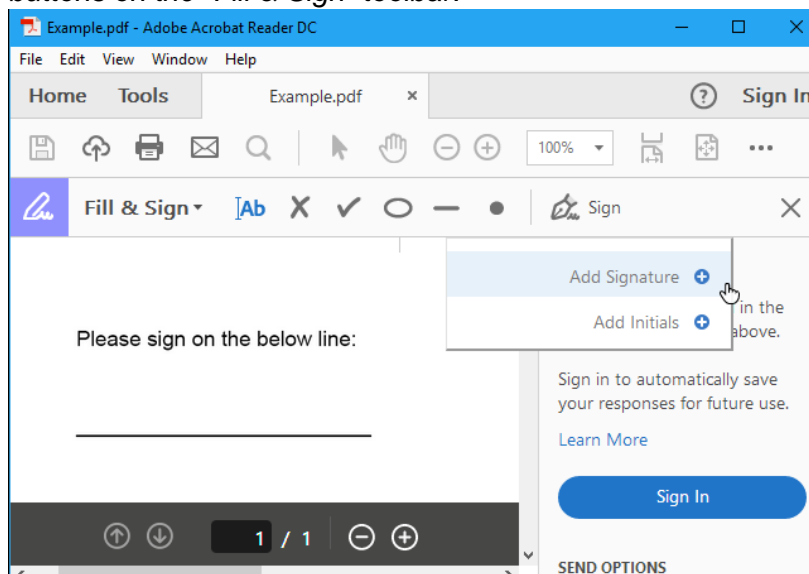 Example.pdf - Adobe Acrobat Reader DC
File Edit View Window Help
Home Tools Example.pdf × ? Sign In
100%
Fill & Sign Ab Sign
Add Signature
Add Initials
in the
above.
Please sign on the below line:
Sign in to automatically save
your responses for future use.
Learn More
Sign In
1 / 1
SEND OPTIONS